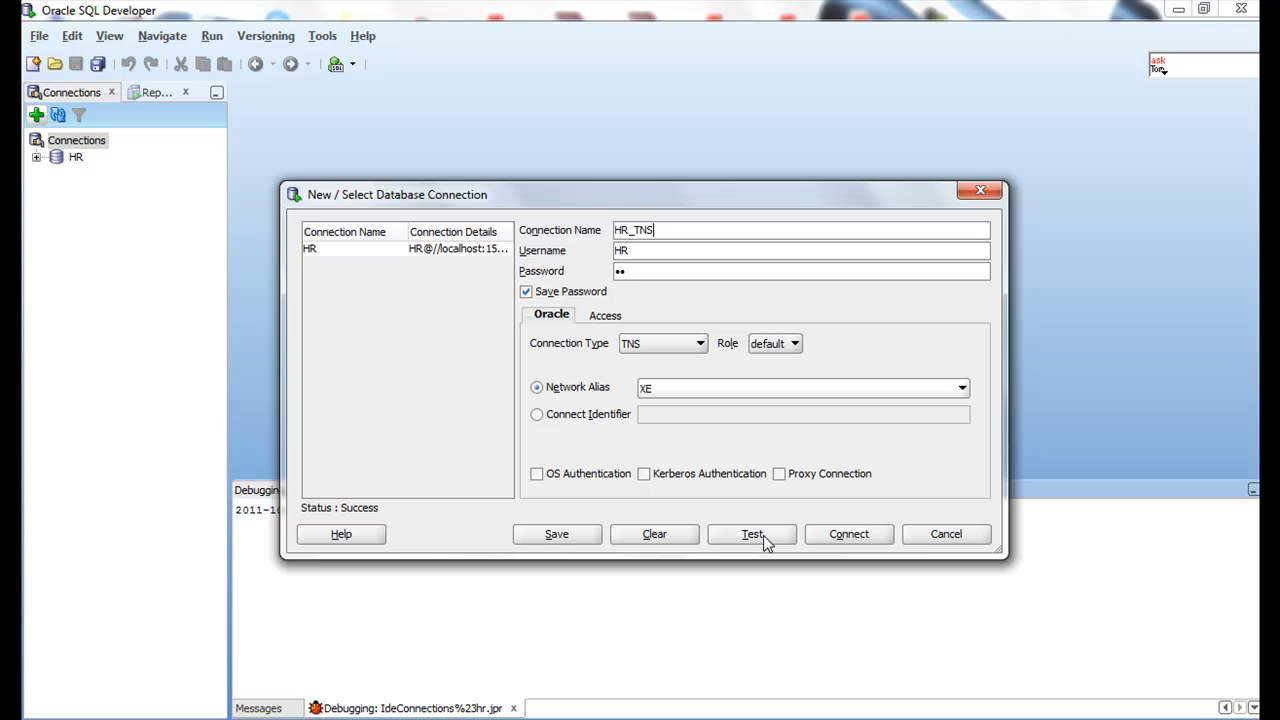 Oracle SQL Developer
File Edit View Navigate Run Versioning Tools Help
SQL
ask
Tom
Connections x Rep... x
Connections
HR
New / Select Database Connection
Connection Name Connection Details
HR HR@//localhost:15...
Connection Name HR_TNS
Username HR
Password ••
Save Password
Oracle Access
Connection Type TNS Role default
Network Alias XE
Connect Identifier
OS Authentication Kerberos Authentication Proxy Connection
Status : Success
Help Save Clear Test Connect Cancel
Debugging
2011-1
Messages Debugging: IdeConnections%23hr.jpr x